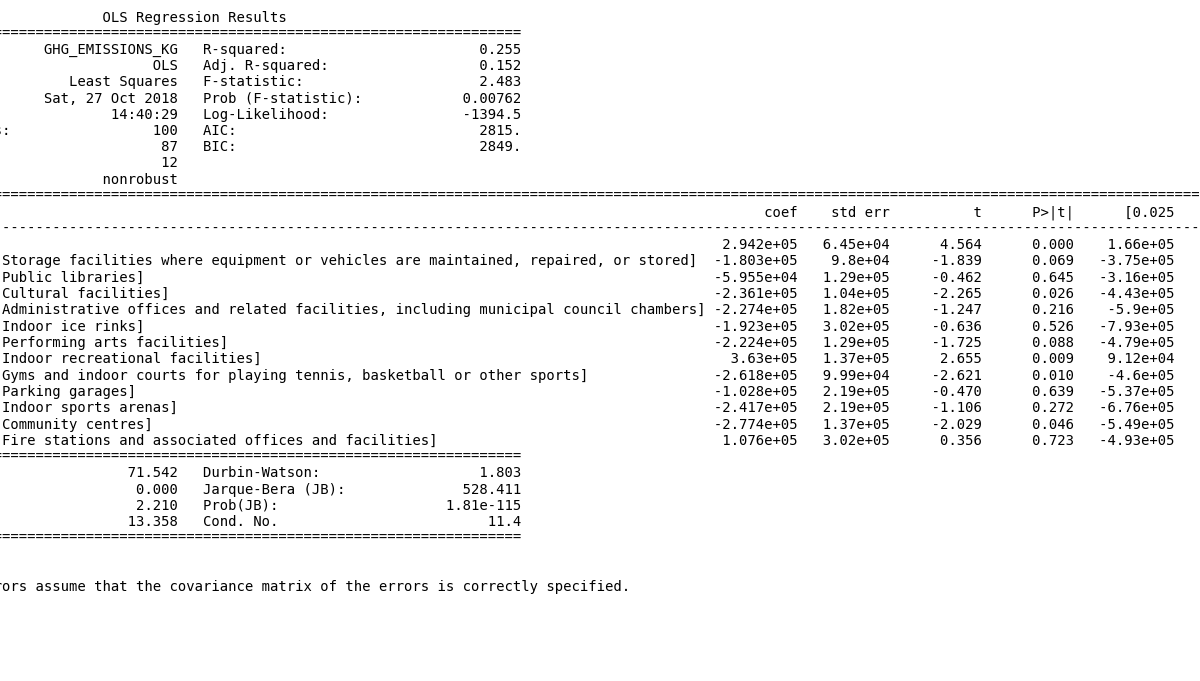 OLS Regression Results
==============================================================
GHG_EMISSIONS_KG   R-squared:                       0.255
OLS   Adj. R-squared:                  0.152
Least Squares   F-statistic:                     2.483
Sat, 27 Oct 2018   Prob (F-statistic):            0.00762
14:40:29   Log-Likelihood:                -1394.5
s:                 100   AIC:                             2815.
87   BIC:                             2849.
12
nonrobust
==============================================================
coef    std err          t      P>|t|      [0.025
--------------------------------------------------------------
2.942e+05   6.45e+04      4.564      0.000    1.66e+05
Storage facilities where equipment or vehicles are maintained, repaired, or stored]  -1.803e+05    9.8e+04     -1.839      0.069   -3.75e+05
Public libraries]  -5.955e+04   1.29e+05     -0.462      0.645   -3.16e+05
Cultural facilities]  -2.361e+05   1.04e+05     -2.265      0.026   -4.43e+05
Administrative offices and related facilities, including municipal council chambers] -2.274e+05   1.82e+05     -1.247      0.216    -5.9e+05
Indoor ice rinks]  -1.923e+05   3.02e+05     -0.636      0.526   -7.93e+05
Performing arts facilities]  -2.224e+05   1.29e+05     -1.725      0.088   -4.79e+05
Indoor recreational facilities]  3.63e+05   1.37e+05      2.655      0.009    9.12e+04
Gyms and indoor courts for playing tennis, basketball or other sports]  -2.618e+05   9.99e+04     -2.621      0.010    -4.6e+05
Parking garages]  -1.028e+05   2.19e+05     -0.470      0.639   -5.37e+05
Indoor sports arenas]  -2.417e+05   2.19e+05     -1.106      0.272   -6.76e+05
Community centres]  -2.774e+05   1.37e+05     -2.029      0.046   -5.49e+05
Fire stations and associated offices and facilities]  1.076e+05   3.02e+05      0.356      0.723   -4.93e+05
==============================================================
71.542   Durbin-Watson:                   1.803
0.000   Jarque-Bera (JB):              528.411
2.210   Prob(JB):                    1.81e-115
13.358   Cond. No.                         11.4
==============================================================
rors assume that the covariance matrix of the errors is correctly specified.